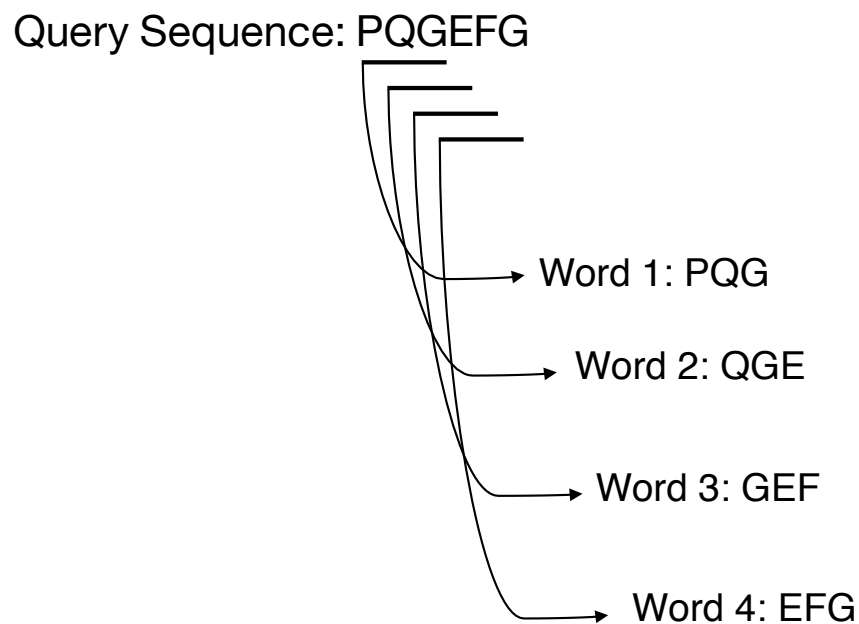 Query Sequence: PQGEFG
Word 1: PQG
Word 2: QGE
Word 3: GEF
Word 4: EFG